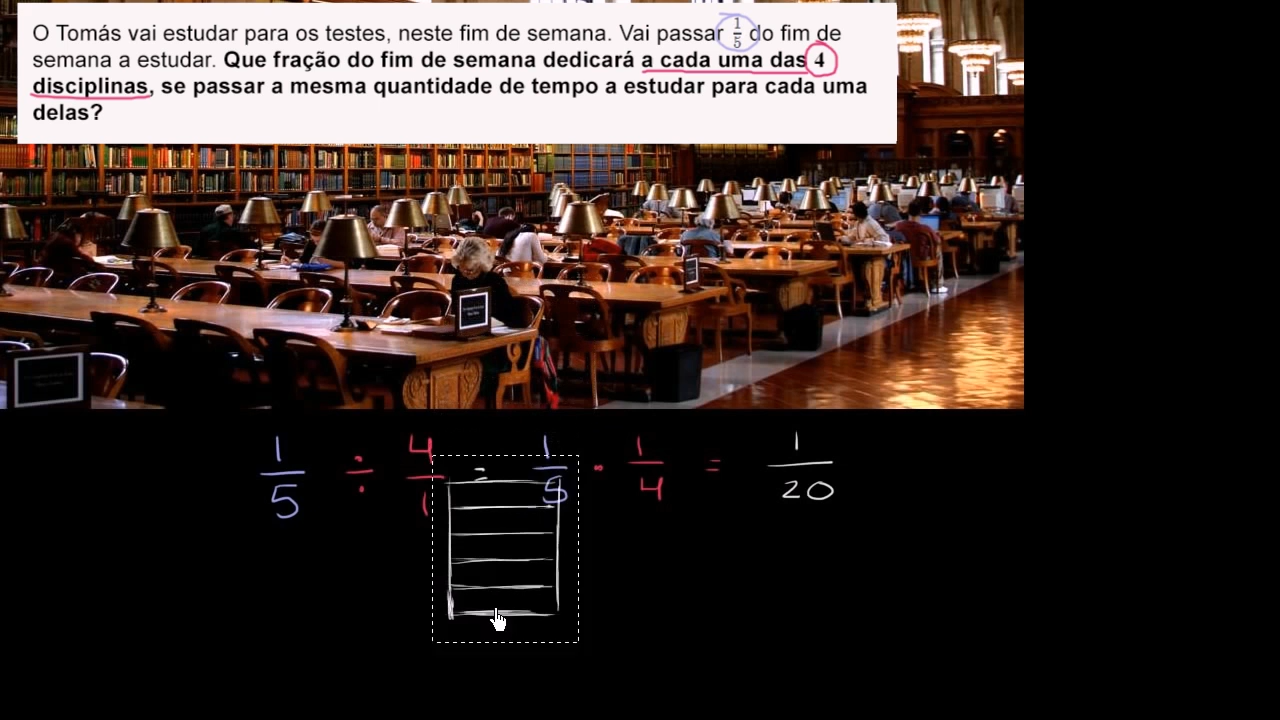 O Tomás vai estudar para os testes, neste fim de semana. Vai passar 1/5 do fim de
semana a estudar. Que fração do fim de semana dedicará a cada uma das 4
disciplinas, se passar a mesma quantidade de tempo a estudar para cada uma
delas?
1/5 ÷ 4/1 = 1/5 · 1/4 = 1/20